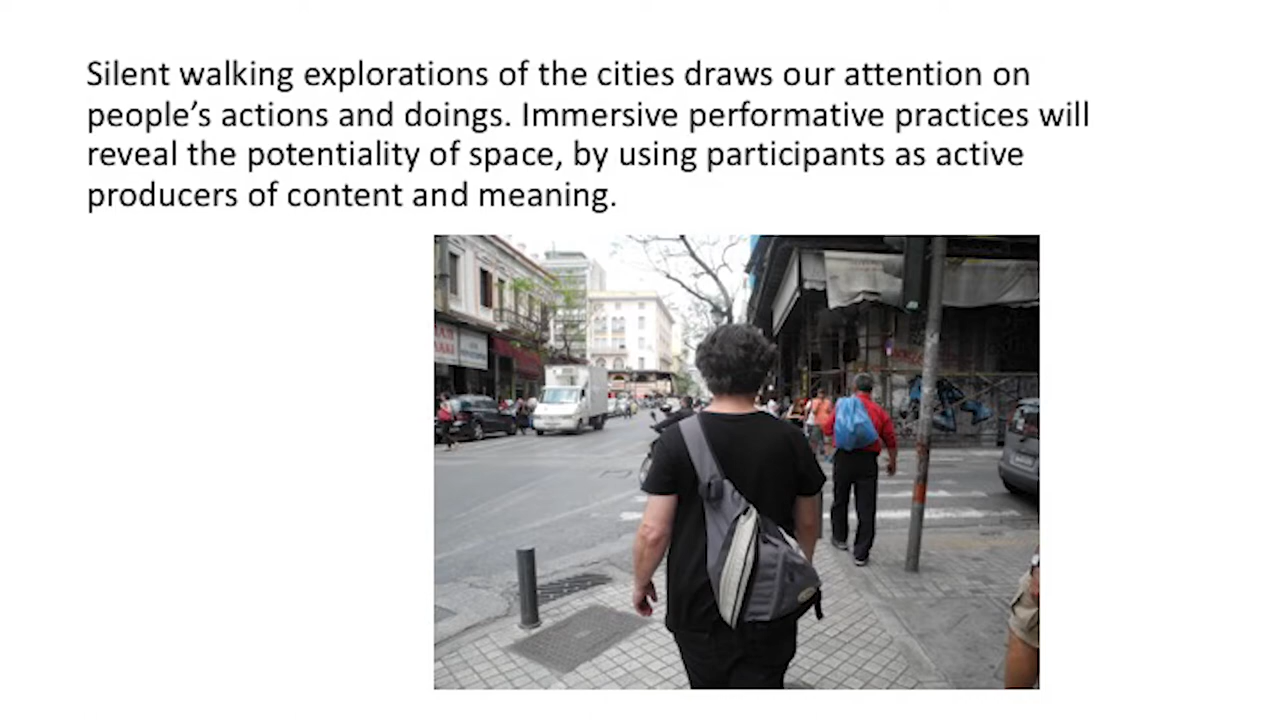 Silent walking explorations of the cities draws our attention on
people’s actions and doings. Immersive performative practices will
reveal the potentiality of space, by using participants as active
producers of content and meaning.